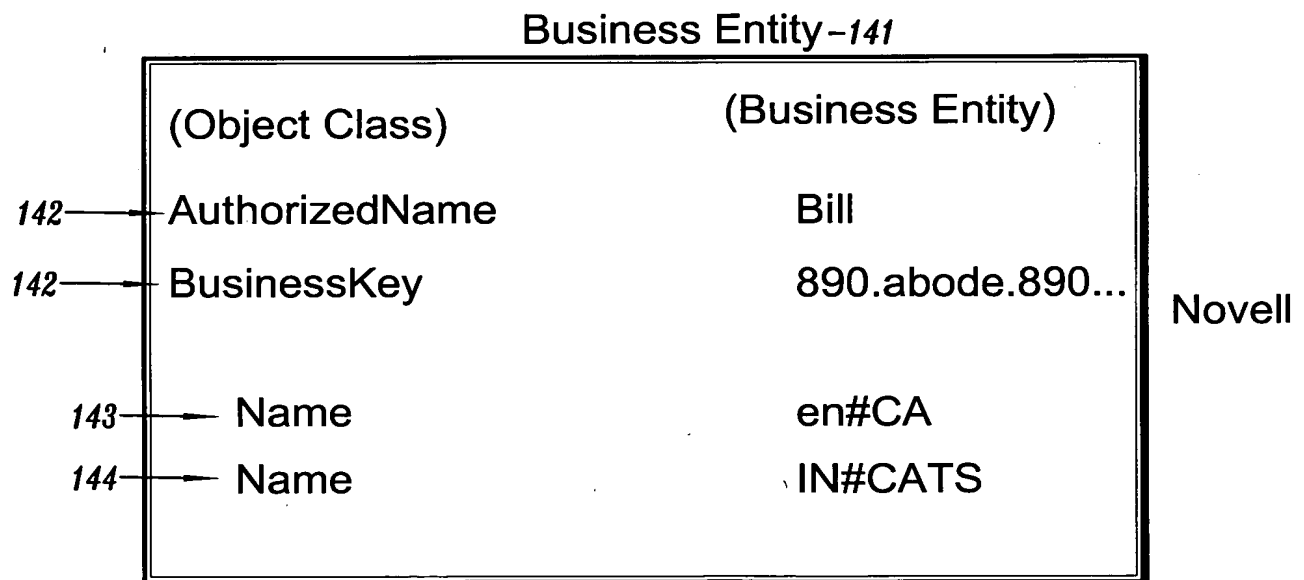 Business Entity-141
(Object Class) (Business Entity)
142 AuthorizedName Bill
142 BusinessKey 890.abode.890...
Novell
143 Name en#CA
144 Name IN#CATS